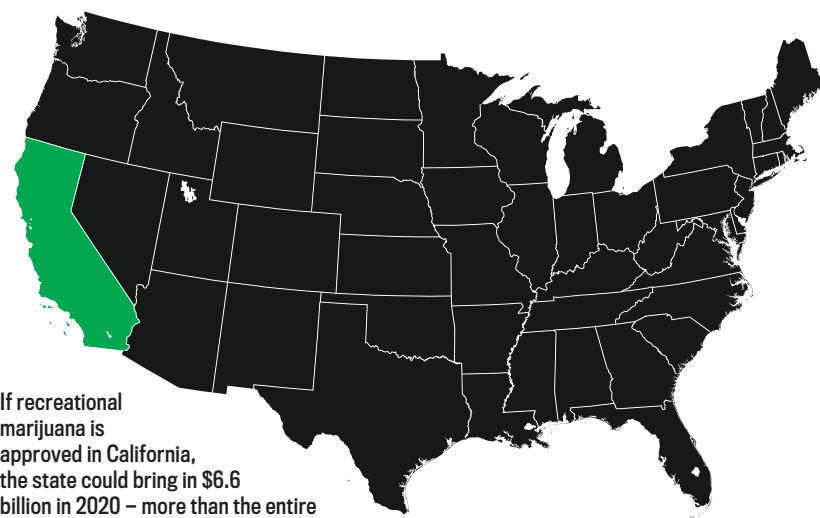 If recreational
marijuana is
approved in California,
the state could bring in $6.6
billion in 2020 – more than the entire